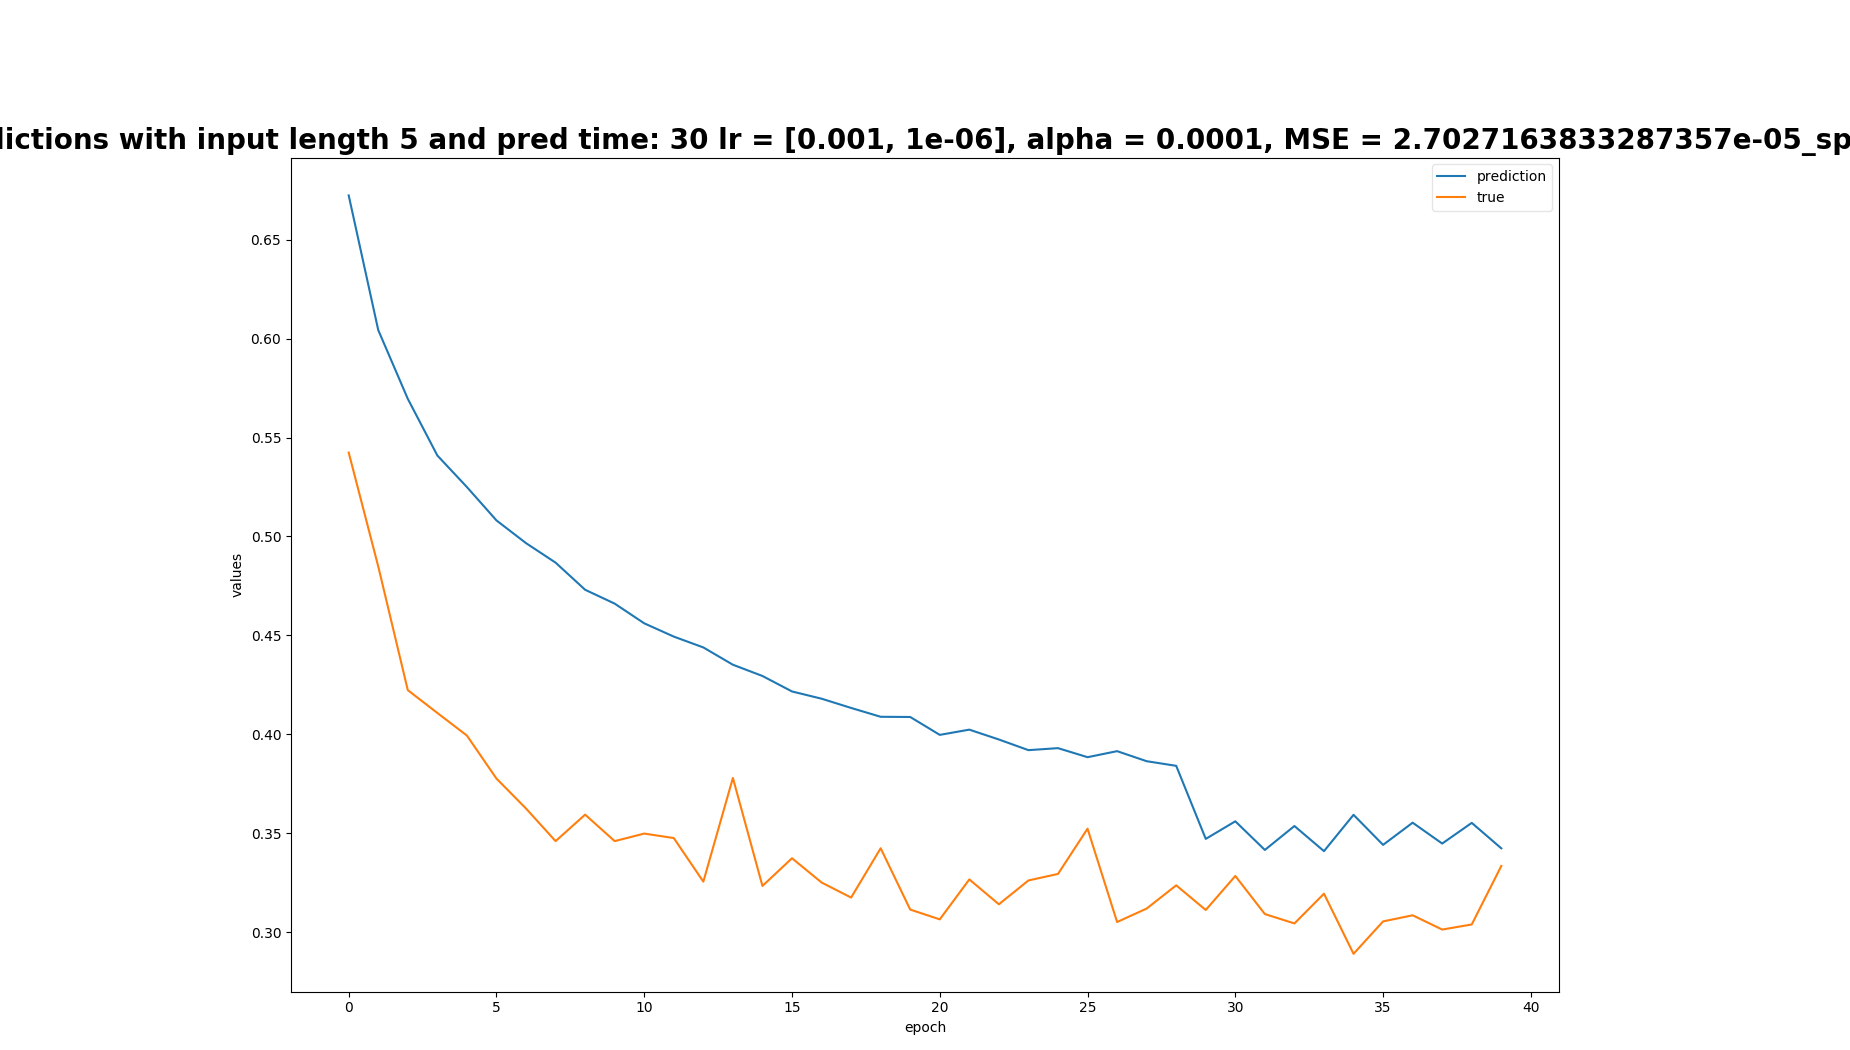 dictions with input length 5 and pred time: 30 lr = [0.001, 1e-06], alpha = 0.0001, MSE = 2.7027163833287357e-05_sp
prediction
true
0.65
0.60
0.55
0.50
0.45
0.40
0.35
0.30
values
0 5 10 15 20 25 30 35 40
epoch